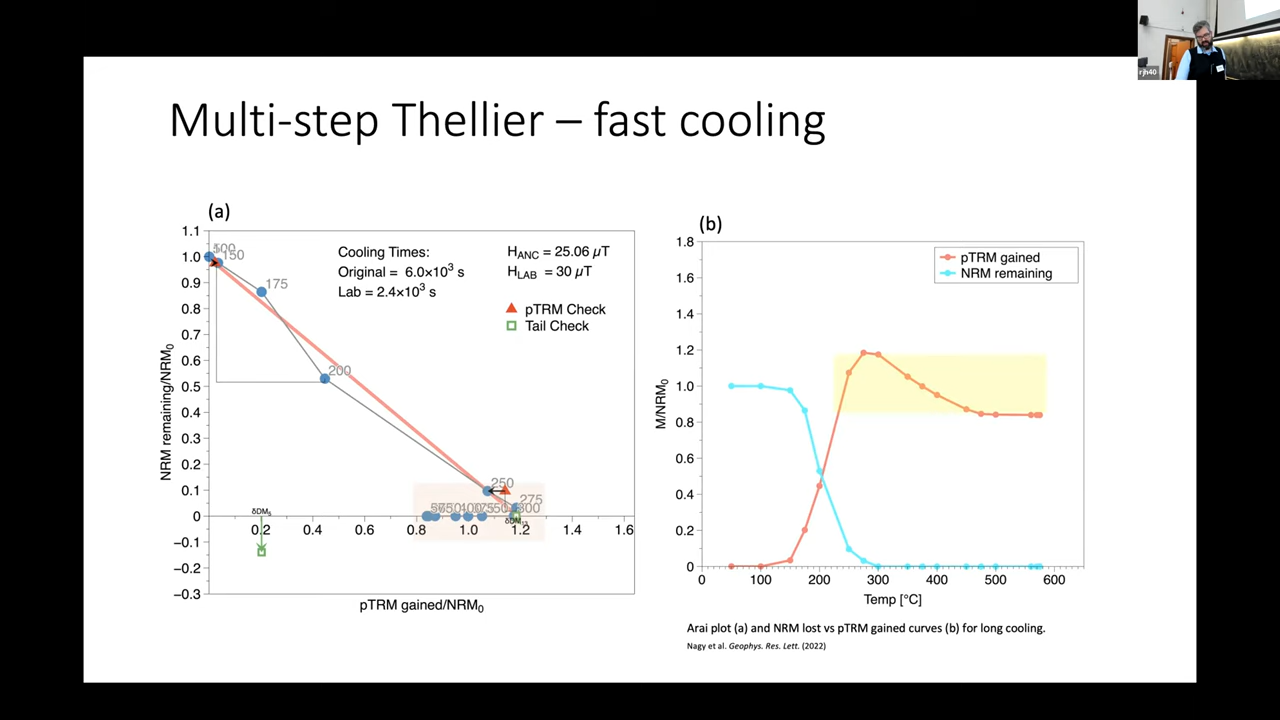 rjh40
Multi-step Thellier – fast cooling
(a)
Cooling Times:
Original = 6.0×10³ s
Lab = 2.4×10³ s
H_ANC = 25.06 μT
H_LAB = 30 μT
pTRM Check
Tail Check
150
175
200
250
275
300
δDM₅
1.1
1.0
0.9
0.8
0.7
0.6
0.5
0.4
0.3
0.2
0.1
0
−0.1
−0.2
−0.3
0.2 0.4 0.6 0.8 1.0 1.2 1.4 1.6
NRM remaining/NRM₀
pTRM gained/NRM₀
(b)
pTRM gained
NRM remaining
1.8
1.6
1.4
1.2
1.0
0.8
0.6
0.4
0.2
0
0 100 200 300 400 500 600
M/NRM₀
Temp [°C]
Arai plot (a) and NRM lost vs pTRM gained curves (b) for long cooling.
Nagy et al. Geophys. Res. Lett. (2022)